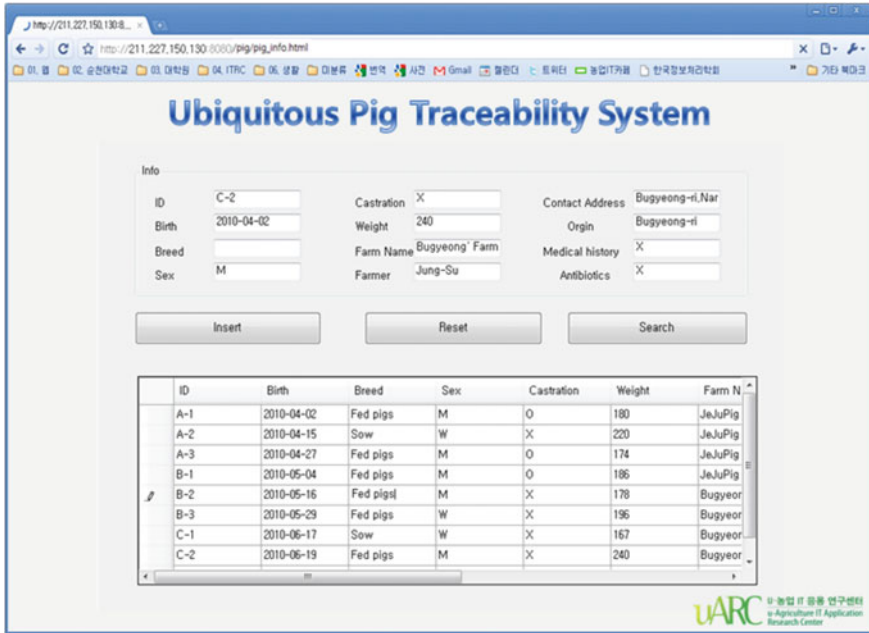 http://211,227,150,130:8... ×
http://211,227,150,130:8080/pig/pig_info.html
01, 웹 02, 순천대학교 03, 대학원 04, ITRC 06, 생활 미분류 번역 사전 Gmail 캘린더 트위터 농업IT카페 한국정보처리학회 » 기타 북마크
Ubiquitous Pig Traceability System
Info
ID C-2 Castration X Contact Address Bugyeong-ri,Nar
Birth 2010-04-02 Weight 240 Orgin Bugyeong-ri
Breed Farm Name Bugyeong' Farm Medical history X
Sex M Farmer Jung-Su Antibiotics X
Insert Reset Search
ID Birth Breed Sex Castration Weight Farm N
A-1 2010-04-02 Fed pigs M O 180 JeJuPig
A-2 2010-04-15 Sow W X 220 JeJuPig
A-3 2010-04-27 Fed pigs M O 174 JeJuPig
B-1 2010-05-04 Fed pigs M O 186 JeJuPig
B-2 2010-05-16 Fed pigs M X 178 Bugyeor
B-3 2010-05-29 Fed pigs W X 196 Bugyeor
C-1 2010-06-17 Sow W X 167 Bugyeor
C-2 2010-06-19 Fed pigs M X 240 Bugyeor
uARC
u-농업 IT 응용 연구센터
u-Agriculture IT Application
Research Center